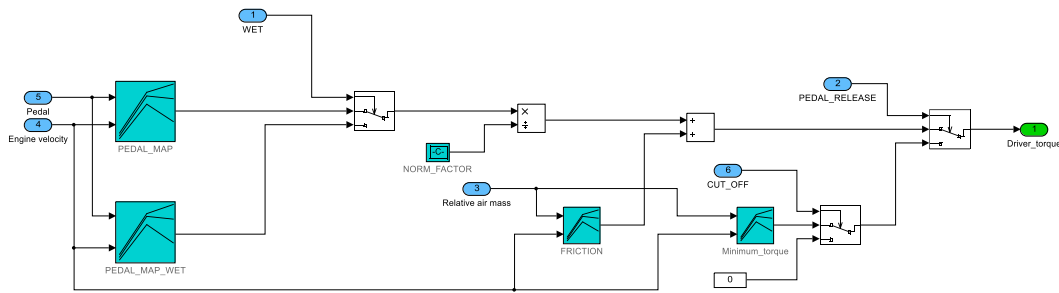 1
WET
5
Pedal
4
Engine velocity
PEDAL_MAP
PEDAL_MAP_WET
-C-
NORM_FACTOR
×
÷
3
Relative air mass
FRICTION
+
+
2
PEDAL_RELEASE
6
CUT_OFF
Minimum_torque
0
1
Driver_torque